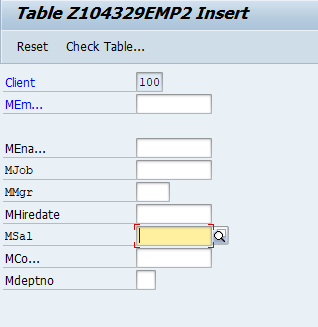 Table Z104329EMP2 Insert
Reset Check Table...
Client 100
MEm...
MEna...
MJob
MMgr
MHiredate
MSal
MCo...
Mdeptno